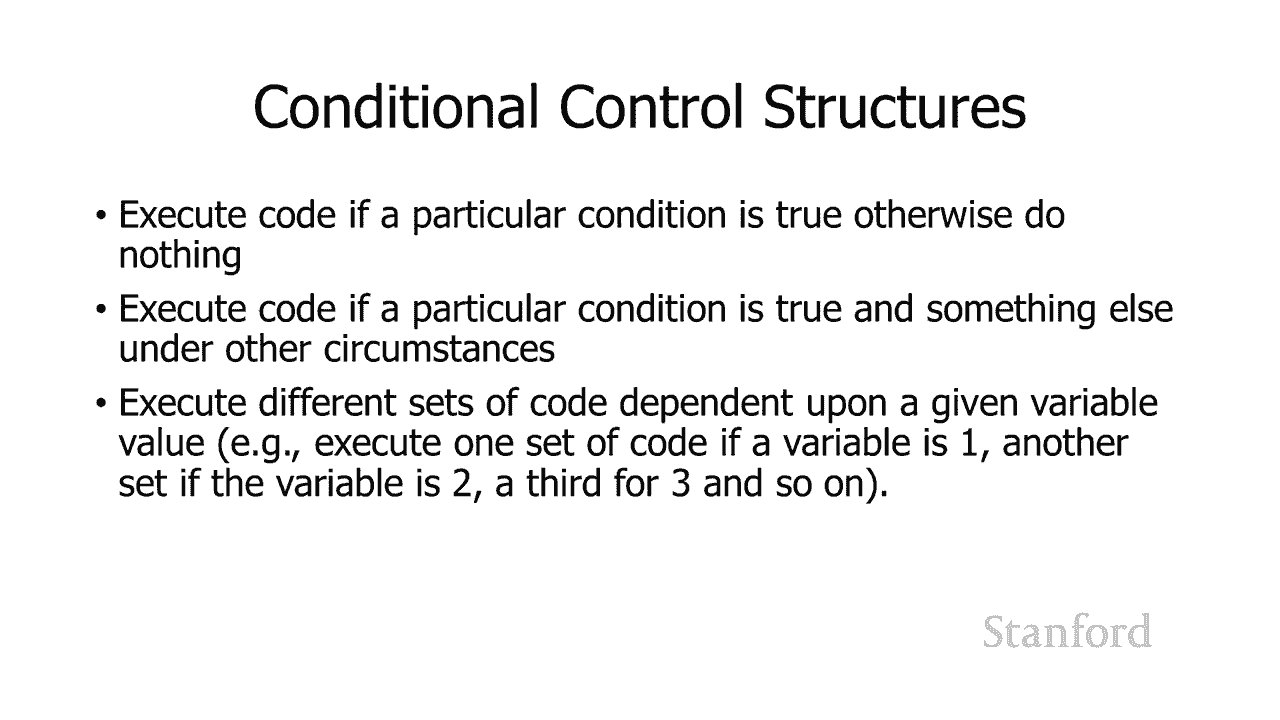 Conditional Control Structures
• Execute code if a particular condition is true otherwise do
nothing
• Execute code if a particular condition is true and something else
under other circumstances
• Execute different sets of code dependent upon a given variable
value (e.g., execute one set of code if a variable is 1, another
set if the variable is 2, a third for 3 and so on).
Stanford